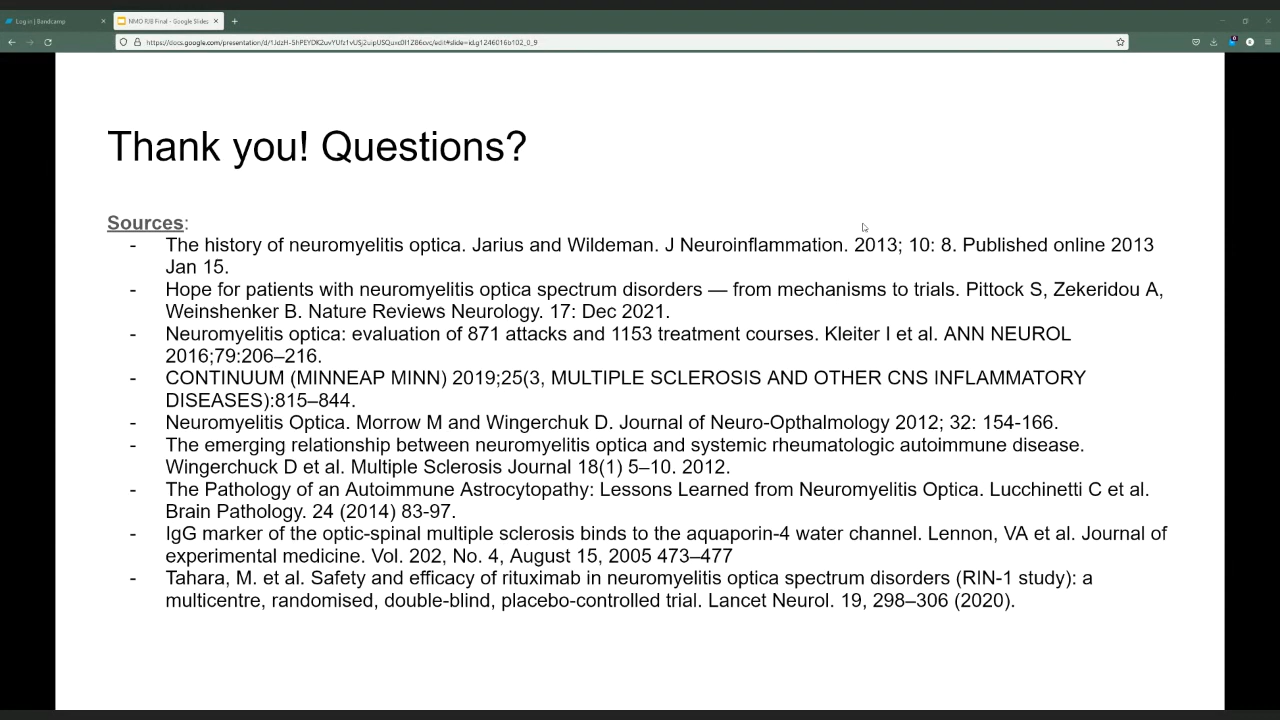 Log in | Bandcamp
NMO RIB Final - Google Slides
Thank you! Questions?
Sources:
- The history of neuromyelitis optica. Jarius and Wildeman. J Neuroinflammation. 2013; 10: 8. Published online 2013
Jan 15.
- Hope for patients with neuromyelitis optica spectrum disorders — from mechanisms to trials. Pittock S, Zekeridou A,
Weinshenker B. Nature Reviews Neurology. 17: Dec 2021.
- Neuromyelitis optica: evaluation of 871 attacks and 1153 treatment courses. Kleiter I et al. ANN NEUROL
2016;79:206–216.
- CONTINUUM (MINNEAP MINN) 2019;25(3, MULTIPLE SCLEROSIS AND OTHER CNS INFLAMMATORY
DISEASES):815–844.
- Neuromyelitis Optica. Morrow M and Wingerchuk D. Journal of Neuro-Opthalmology 2012; 32: 154-166.
- The emerging relationship between neuromyelitis optica and systemic rheumatologic autoimmune disease.
Wingerchuck D et al. Multiple Sclerosis Journal 18(1) 5–10. 2012.
- The Pathology of an Autoimmune Astrocytopathy: Lessons Learned from Neuromyelitis Optica. Lucchinetti C et al.
Brain Pathology. 24 (2014) 83-97.
- IgG marker of the optic-spinal multiple sclerosis binds to the aquaporin-4 water channel. Lennon, VA et al. Journal of
experimental medicine. Vol. 202, No. 4, August 15, 2005 473–477
- Tahara, M. et al. Safety and efficacy of rituximab in neuromyelitis optica spectrum disorders (RIN-1 study): a
multicentre, randomised, double-blind, placebo-controlled trial. Lancet Neurol. 19, 298–306 (2020).